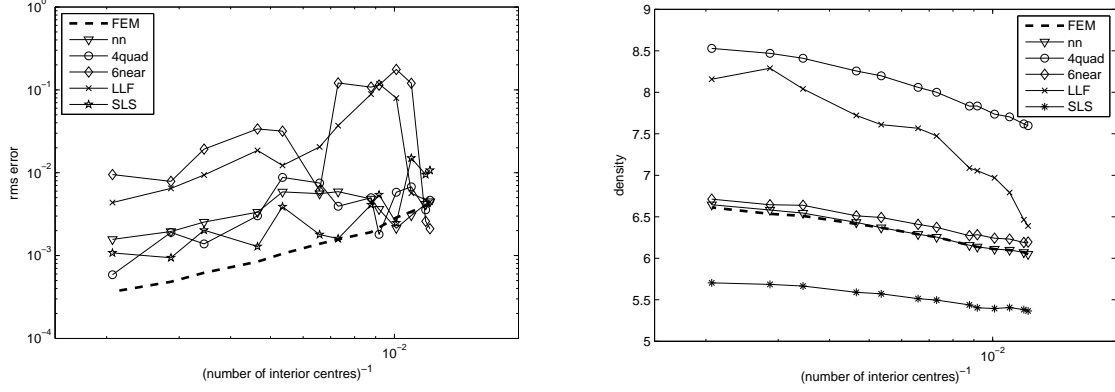 10^0
10^-1
10^-2
10^-3
10^-4
rms error
10^-2
(number of interior centres)^-1
FEM
nn
4quad
6near
LLF
SLS
9
8.5
8
7.5
7
6.5
6
5.5
5
density
10^-2
(number of interior centres)^-1
FEM
nn
4quad
6near
LLF
SLS